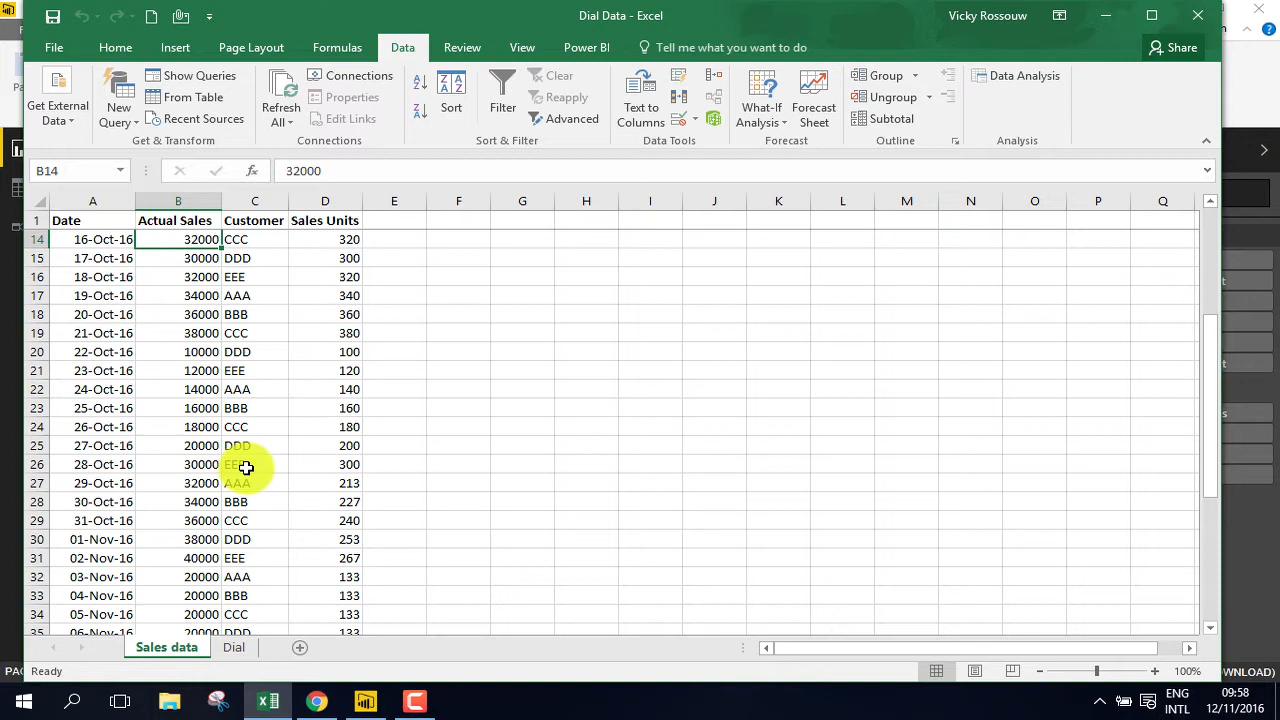 Dial Data - Excel
Vicky Rossouw
File Home Insert Page Layout Formulas Data Review View Power BI Tell me what you want to do Share
Get External Data
New Query
Show Queries
From Table
Recent Sources
Get & Transform
Refresh All
Connections
Properties
Edit Links
Connections
Sort
Filter
Clear
Reapply
Advanced
Sort & Filter
Text to Columns
Data Tools
What-If Analysis
Forecast Sheet
Forecast
Group
Ungroup
Subtotal
Outline
Data Analysis
Analysis
B14 fx 32000
A B C D E F G H I J K L M N O P Q
1 Date Actual Sales Customer Sales Units
14 16-Oct-16 32000 CCC 320
15 17-Oct-16 30000 DDD 300
16 18-Oct-16 32000 EEE 320
17 19-Oct-16 34000 AAA 340
18 20-Oct-16 36000 BBB 360
19 21-Oct-16 38000 CCC 380
20 22-Oct-16 10000 DDD 100
21 23-Oct-16 12000 EEE 120
22 24-Oct-16 14000 AAA 140
23 25-Oct-16 16000 BBB 160
24 26-Oct-16 18000 CCC 180
25 27-Oct-16 20000 DDD 200
26 28-Oct-16 30000 EEE 300
27 29-Oct-16 32000 AAA 213
28 30-Oct-16 34000 BBB 227
29 31-Oct-16 36000 CCC 240
30 01-Nov-16 38000 DDD 253
31 02-Nov-16 40000 EEE 267
32 03-Nov-16 20000 AAA 133
33 04-Nov-16 20000 BBB 133
34 05-Nov-16 20000 CCC 133
35 06-Nov-16 20000 DDD 133
Sales data Dial
Ready 100%
ENG 09:58
INTL 12/11/2016